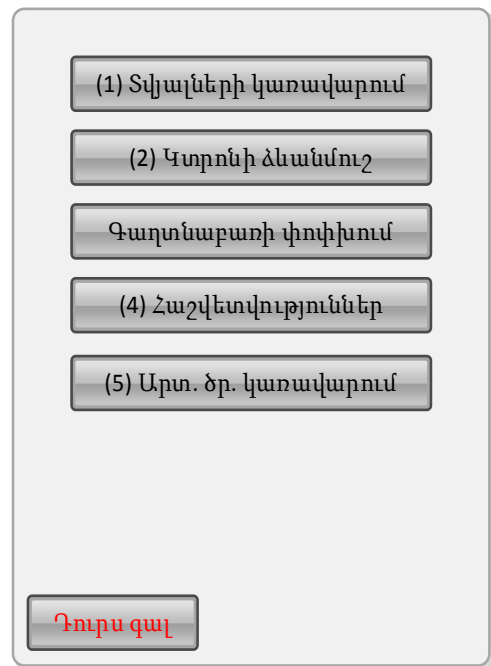 (1) Տվյալների կառավարում
(2) Կտրոնի ձևանմուշ
Գաղտնաբառի փոփխում
(4) Հաշվետվություններ
(5) Արտ. ծր. կառավարում
Դուրս գալ